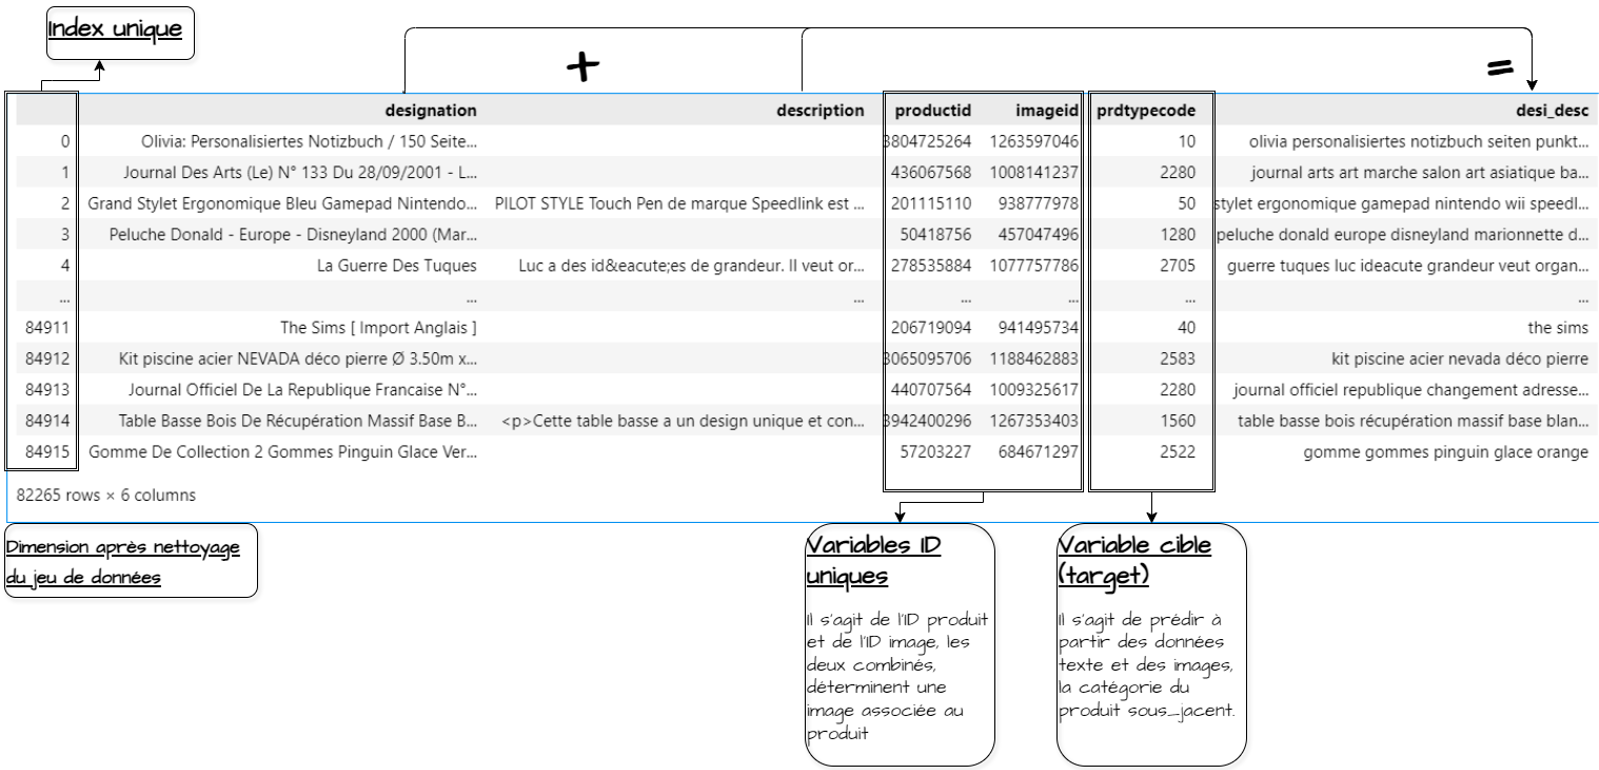 Index unique
+
=
designation description productid imageid prdtypecode desi_desc
0 Olivia: Personalisiertes Notizbuch / 150 Seite... 3804725264 1263597046 10 olivia personalisiertes notizbuch seiten punkt...
1 Journal Des Arts (Le) N° 133 Du 28/09/2001 - L... 436067568 1008141237 2280 journal arts art marche salon art asiatique ba...
2 Grand Stylet Ergonomique Bleu Gamepad Nintendo... PILOT STYLE Touch Pen de marque Speedlink est ... 201115110 938777978 50 stylet ergonomique gamepad nintendo wii speedl...
3 Peluche Donald - Europe - Disneyland 2000 (Mar... 50418756 457047496 1280 peluche donald europe disneyland marionnette d...
4 La Guerre Des Tuques Luc a des id&eacute;es de grandeur. Il veut or... 278535884 1077757786 2705 guerre tuques luc ideacute grandeur veut organ...
... ... ... ... ... ... ...
84911 The Sims [ Import Anglais ] 206719094 941495734 40 the sims
84912 Kit piscine acier NEVADA déco pierre Ø 3.50m x... 3065095706 1188462883 2583 kit piscine acier nevada déco pierre
84913 Journal Officiel De La Republique Francaise N°... 440707564 1009325617 2280 journal officiel republique changement adresse...
84914 Table Basse Bois De Récupération Massif Base B... <p>Cette table basse a un design unique et con... 3942400296 1267353403 1560 table basse bois récupération massif base blan...
84915 Gomme De Collection 2 Gommes Pinguin Glace Ver... 57203227 684671297 2522 gomme gommes pinguin glace orange
82265 rows × 6 columns
Dimension après nettoyage
du jeu de données
Variables ID
uniques
Il s'agit de l'ID produit
et de l'ID image, les
deux combinés,
déterminent une
image associée au
produit
Variable cible
(target)
Il s'agit de prédir à
partir des données
texte et des images,
la catégorie du
produit sous_jacent.